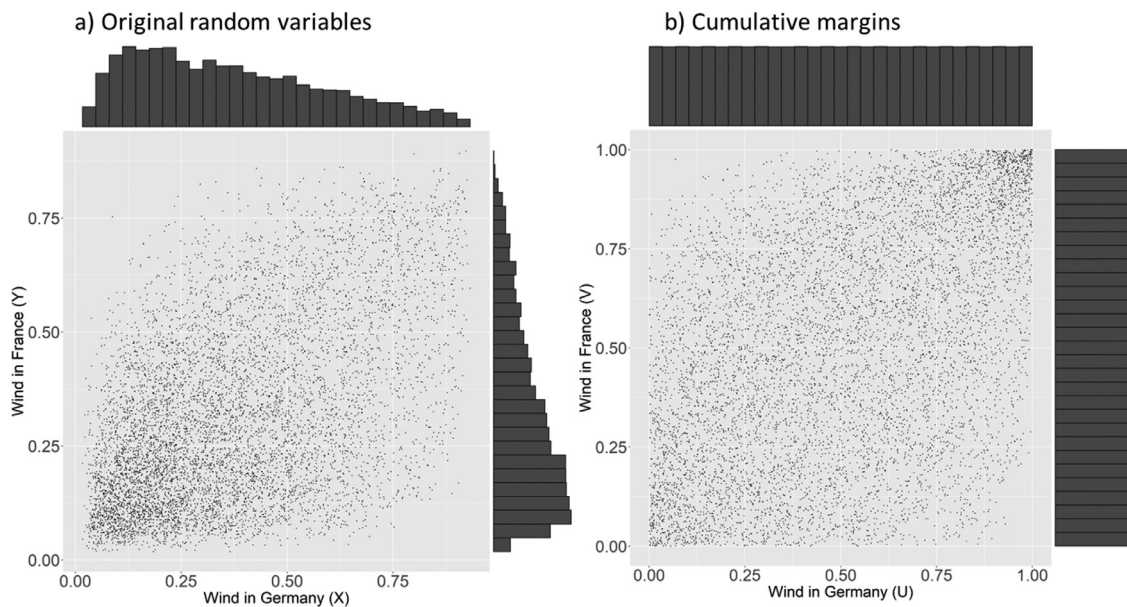 a) Original random variables
0.75
0.50
0.25
0.00
Wind in France (Y)
0.00 0.25 0.50 0.75
Wind in Germany (X)
b) Cumulative margins
1.00
0.75
0.50
0.25
0.00
Wind in France (V)
0.00 0.25 0.50 0.75 1.00
Wind in Germany (U)